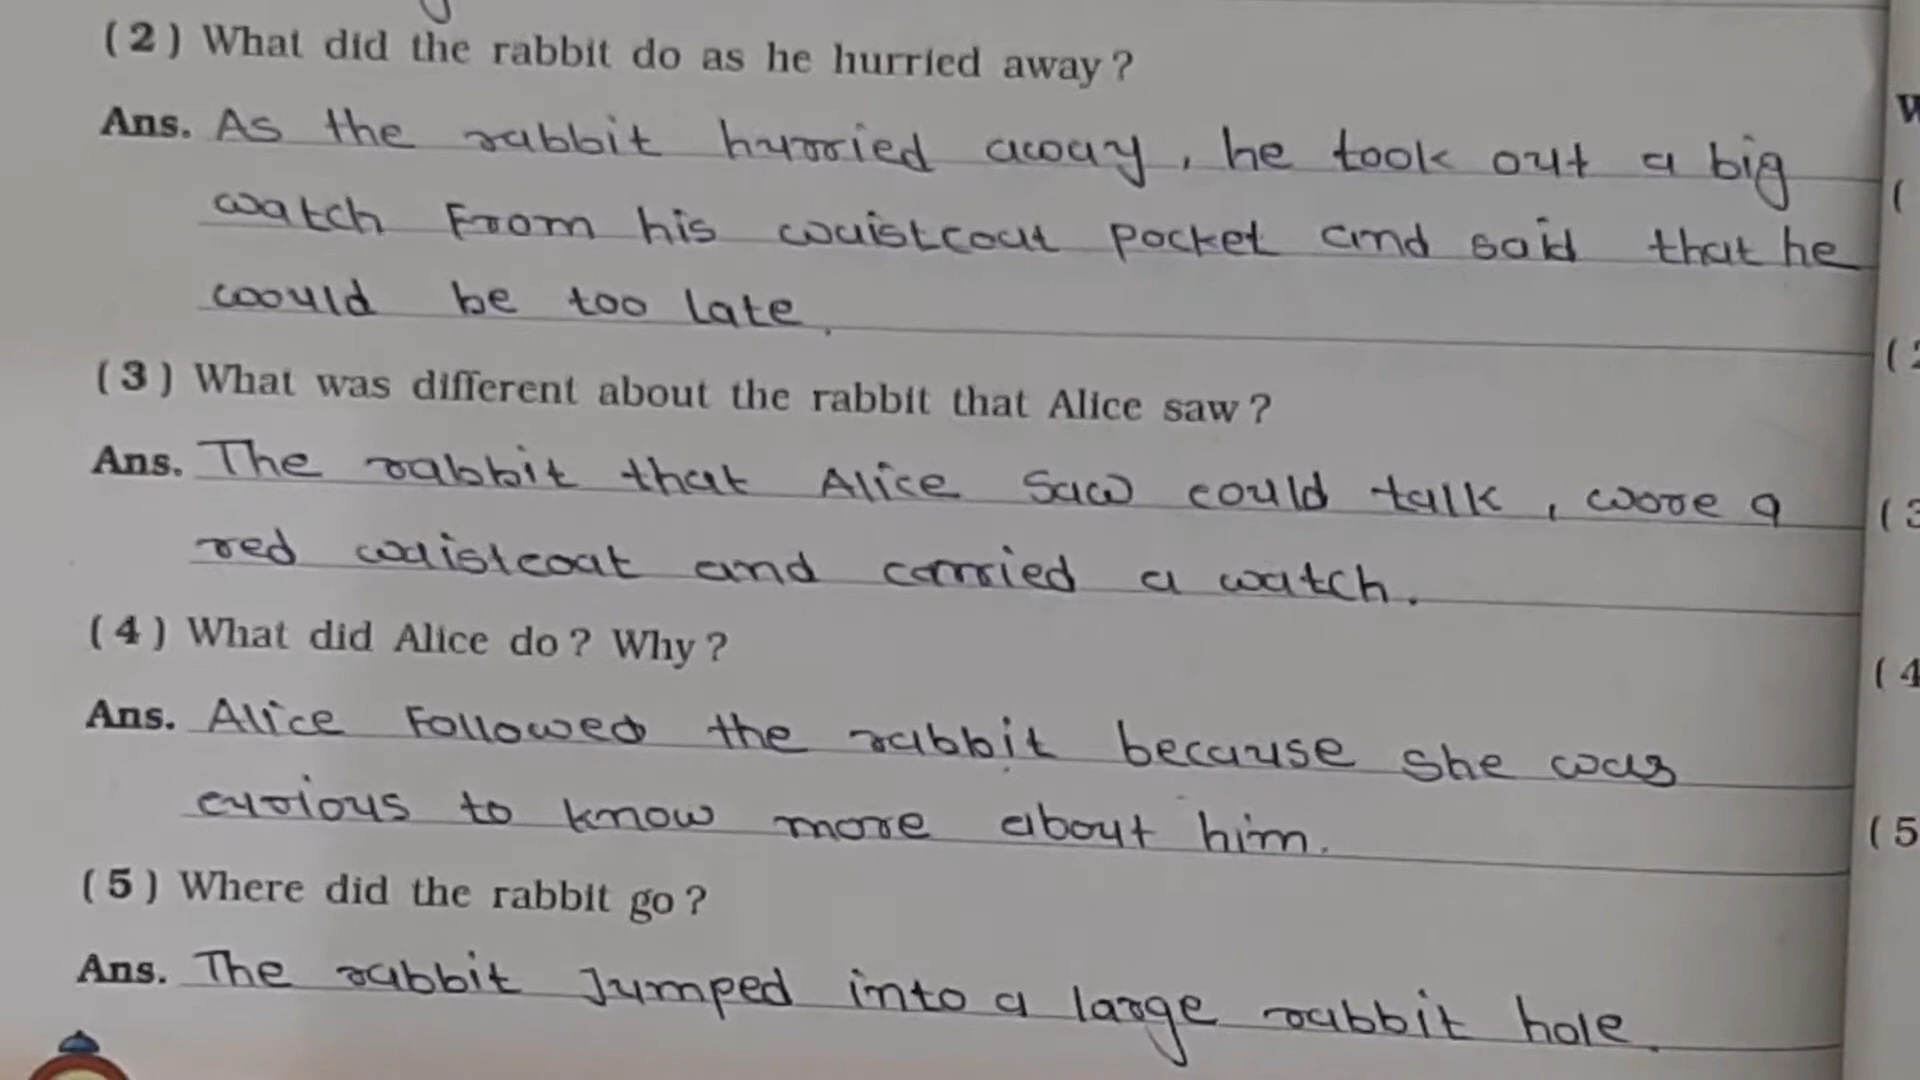 (2) What did the rabbit do as he hurried away?
Ans. As the rabbit hurried away, he took out a big
watch From his waistcoat pocket and said that he
would be too late.
(3) What was different about the rabbit that Alice saw?
Ans. The rabbit that Alice saw could talk, wore a
red waistcoat and carried a watch.
(4) What did Alice do? Why?
Ans. Alice Followed the rabbit because she was
curious to know more about him.
(5) Where did the rabbit go?
Ans. The rabbit Jumped into a large rabbit hole.
(4
(5